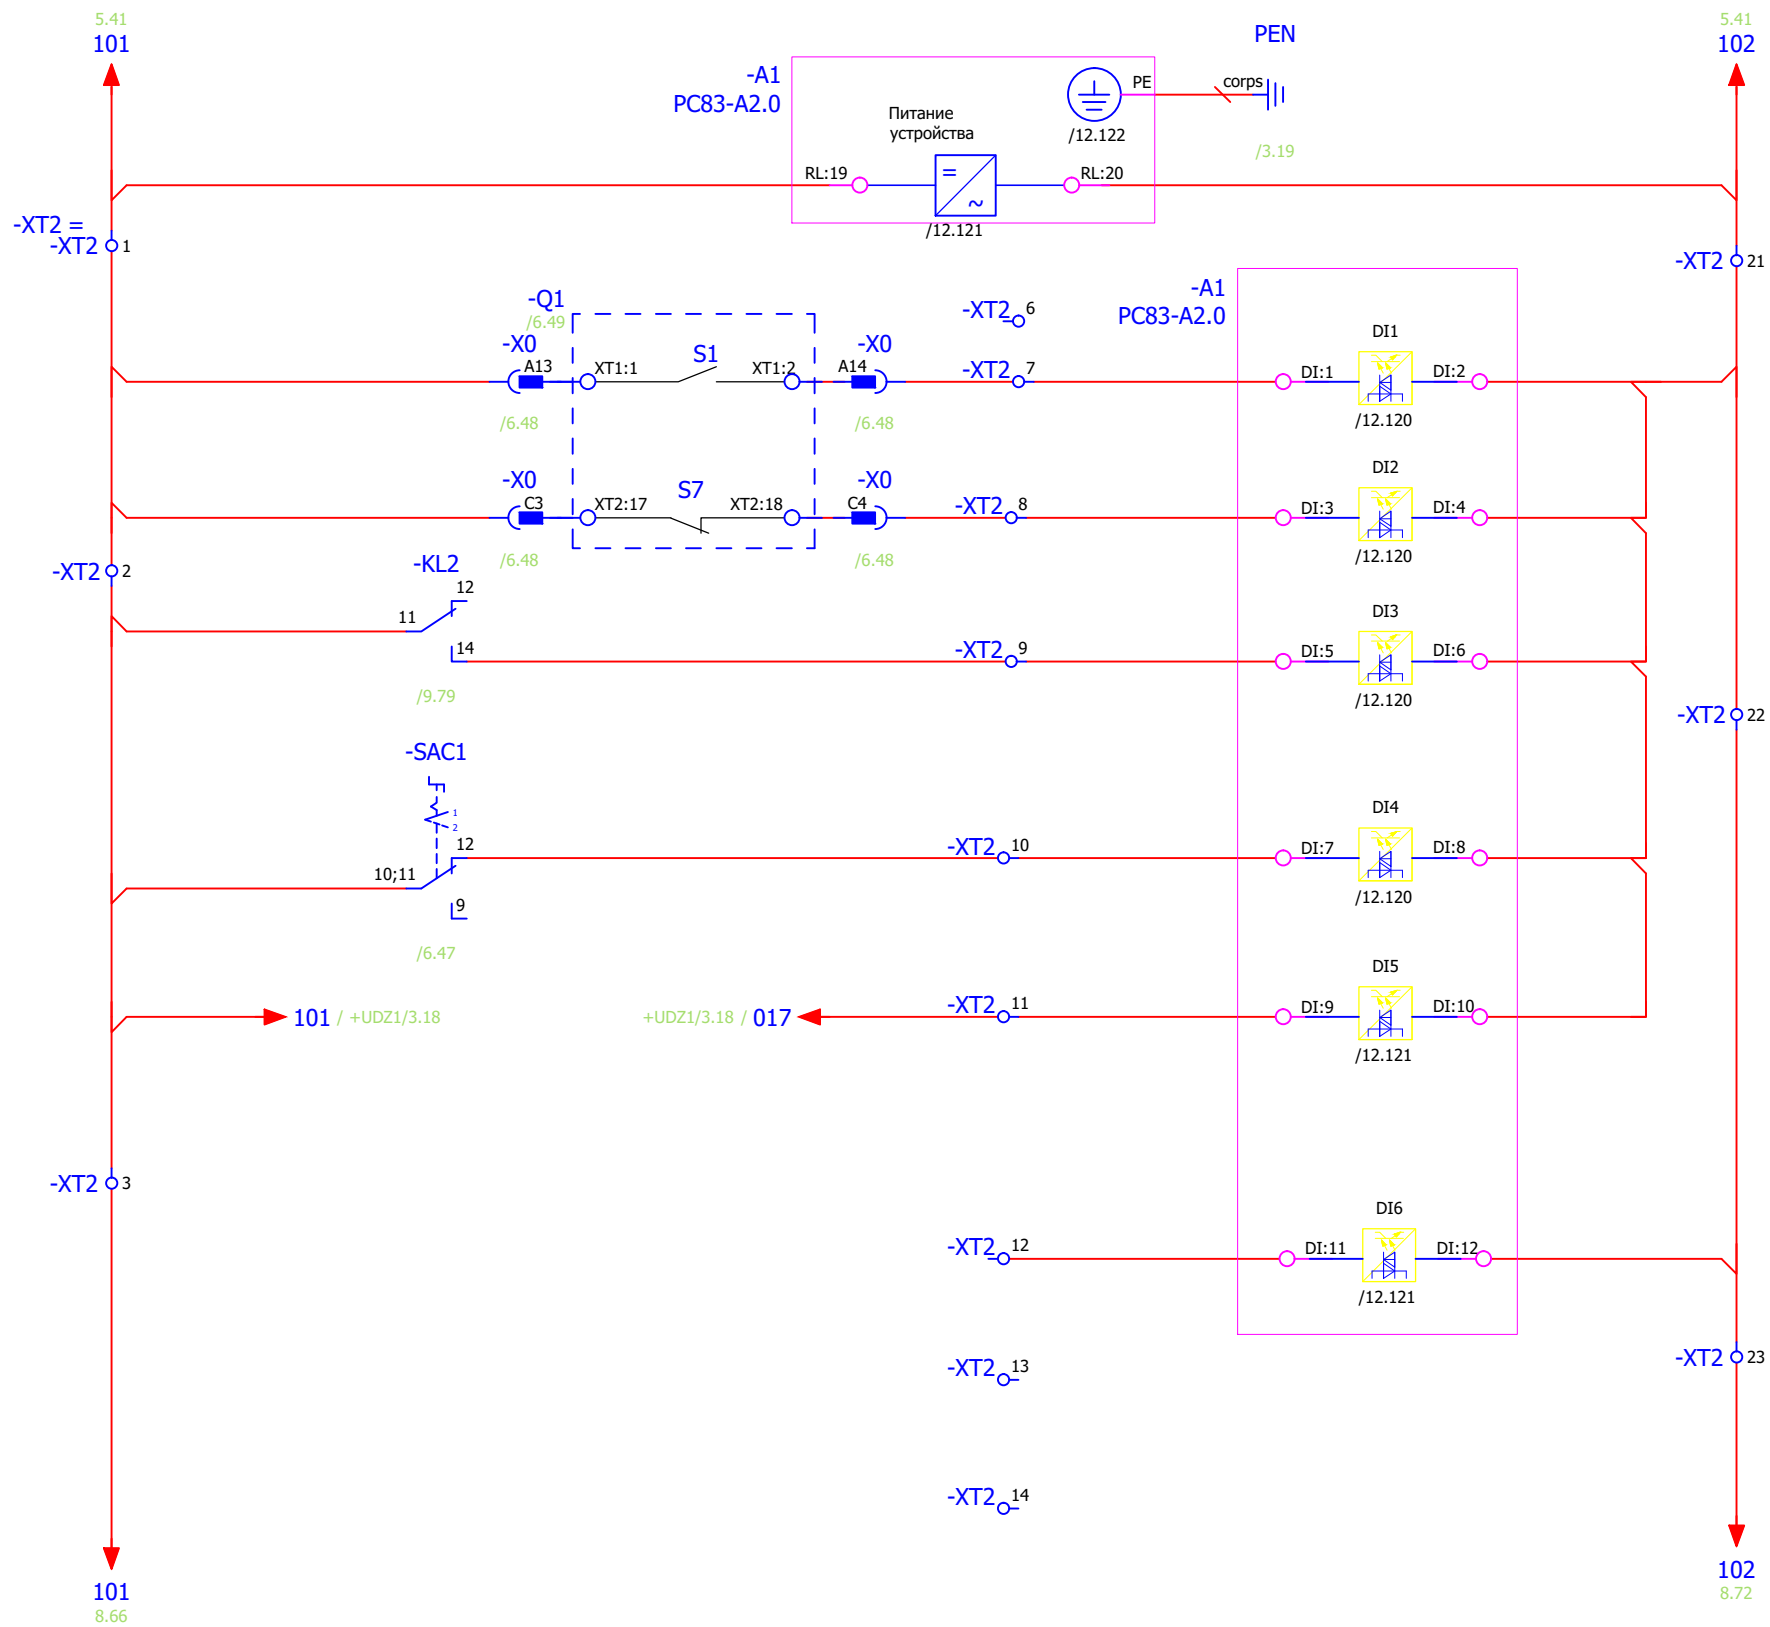 5.41
101
5.41
102
PEN
-A1
PC83-A2.0
PE
corps
Питание
устройства
/12.122
/3.19
RL:19
=
~
RL:20
/12.121
-XT2 =
-XT2 1
-XT2 21
-Q1
/6.49
-A1
PC83-A2.0
-XT2 6
DI1
-X0
A13
XT1:1
S1
XT1:2
-X0
A14
-XT2 7
DI:1
DI:2
/6.48
/6.48
/12.120
DI2
-X0
C3
XT2:17
S7
XT2:18
-X0
C4
-XT2 8
DI:3
DI:4
/6.48
/6.48
/12.120
-XT2 2
-KL2
12
11
14
/9.79
-XT2 9
DI3
DI:5
DI:6
/12.120
-XT2 22
-SAC1
1
2
12
10;11
9
/6.47
-XT2 10
DI4
DI:7
DI:8
/12.120
101 / +UDZ1/3.18
+UDZ1/3.18 / 017
-XT2 11
DI5
DI:9
DI:10
/12.121
-XT2 3
-XT2 12
DI6
DI:11
DI:12
/12.121
-XT2 23
-XT2 13
-XT2 14
101
8.66
102
8.72